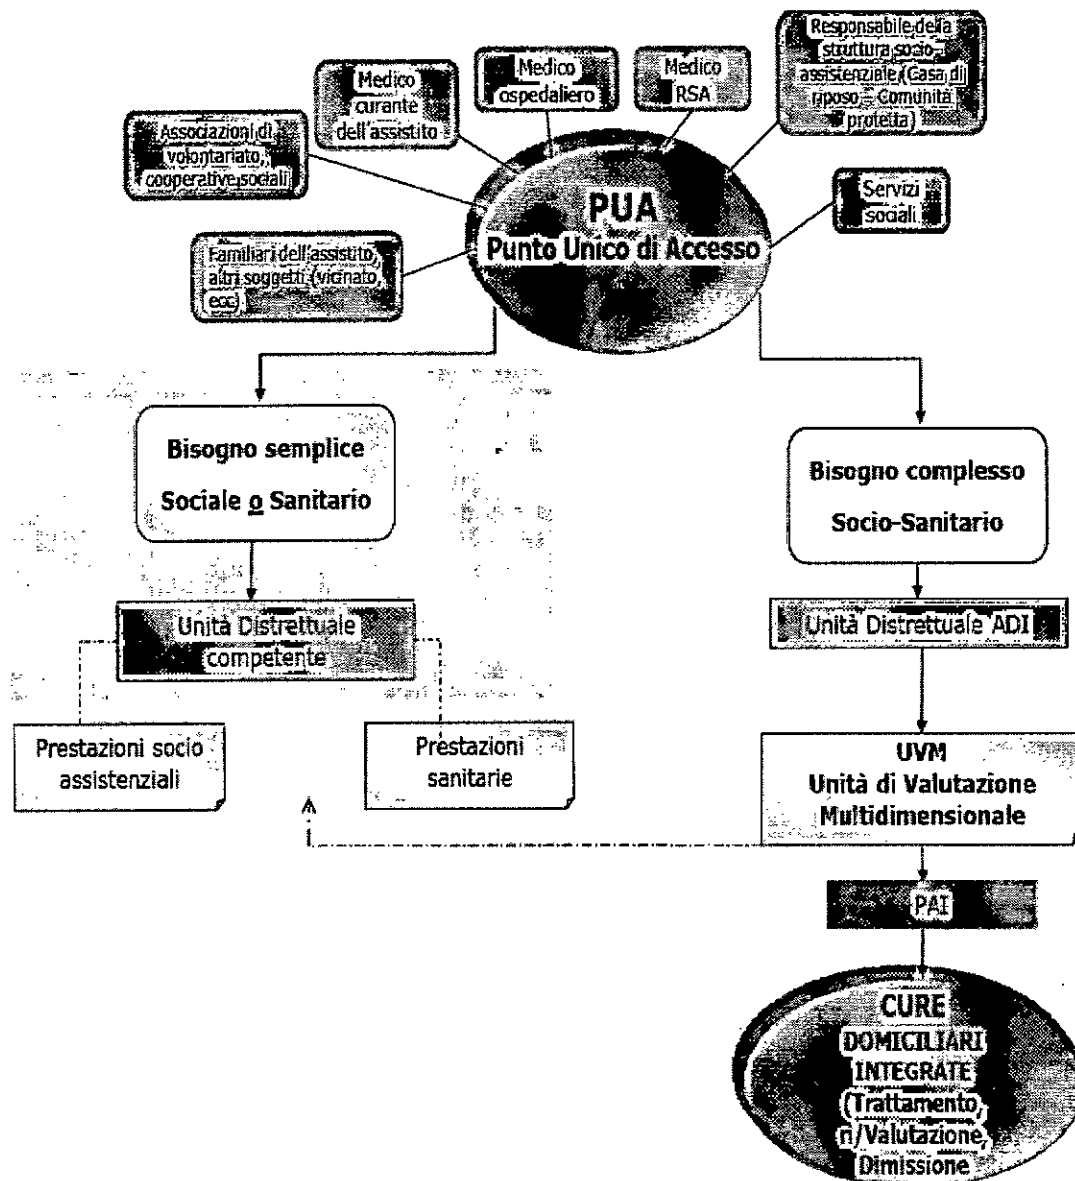 Associazioni di
volontariato,
cooperative sociali
Medico
curante
dell'assistito
Medico
ospedaliero
Medico
RSA
Responsabile della
struttura socio-
assistenziale (Casa di
riposo – Comunità
protetta)
Servizi
sociali
Familiari dell'assistito,
altri soggetti (vicinato,
ecc)
PUA
Punto Unico di Accesso
Bisogno semplice
Sociale o Sanitario
Bisogno complesso
Socio-Sanitario
Unità Distrettuale
competente
Unità Distrettuale ADI
Prestazioni socio
assistenziali
Prestazioni
sanitarie
UVM
Unità di Valutazione
Multidimensionale
PAI
CURE
DOMICILIARI
INTEGRATE
(Trattamento,
ri/Valutazione,
Dimissione